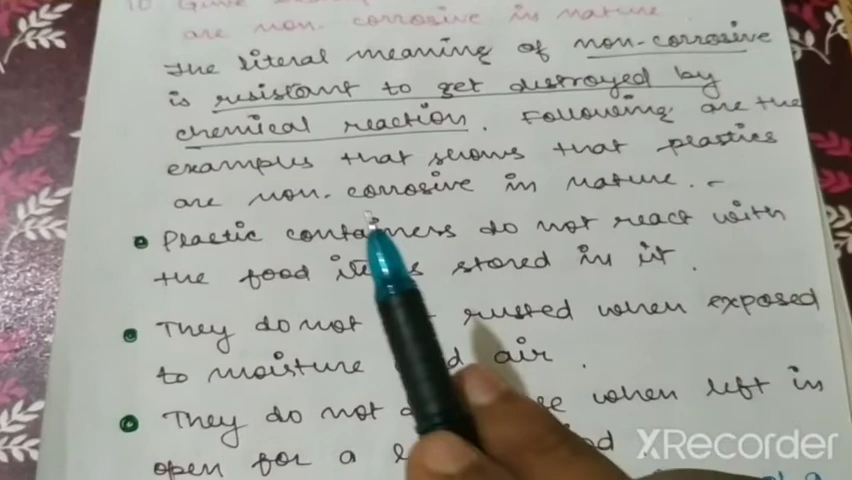 10 Give
are non-corrosive in nature.
The literal meaning of non-corrosive
is resistant to get destroyed by
chemical reaction. Following are the
examples that shows that plastics
are non-corrosive in nature. -
Plastic containers do not react with
the food stored in it.
They do not rusted when exposed
to moisture air.
They do not when left in
open for a
XRecorder